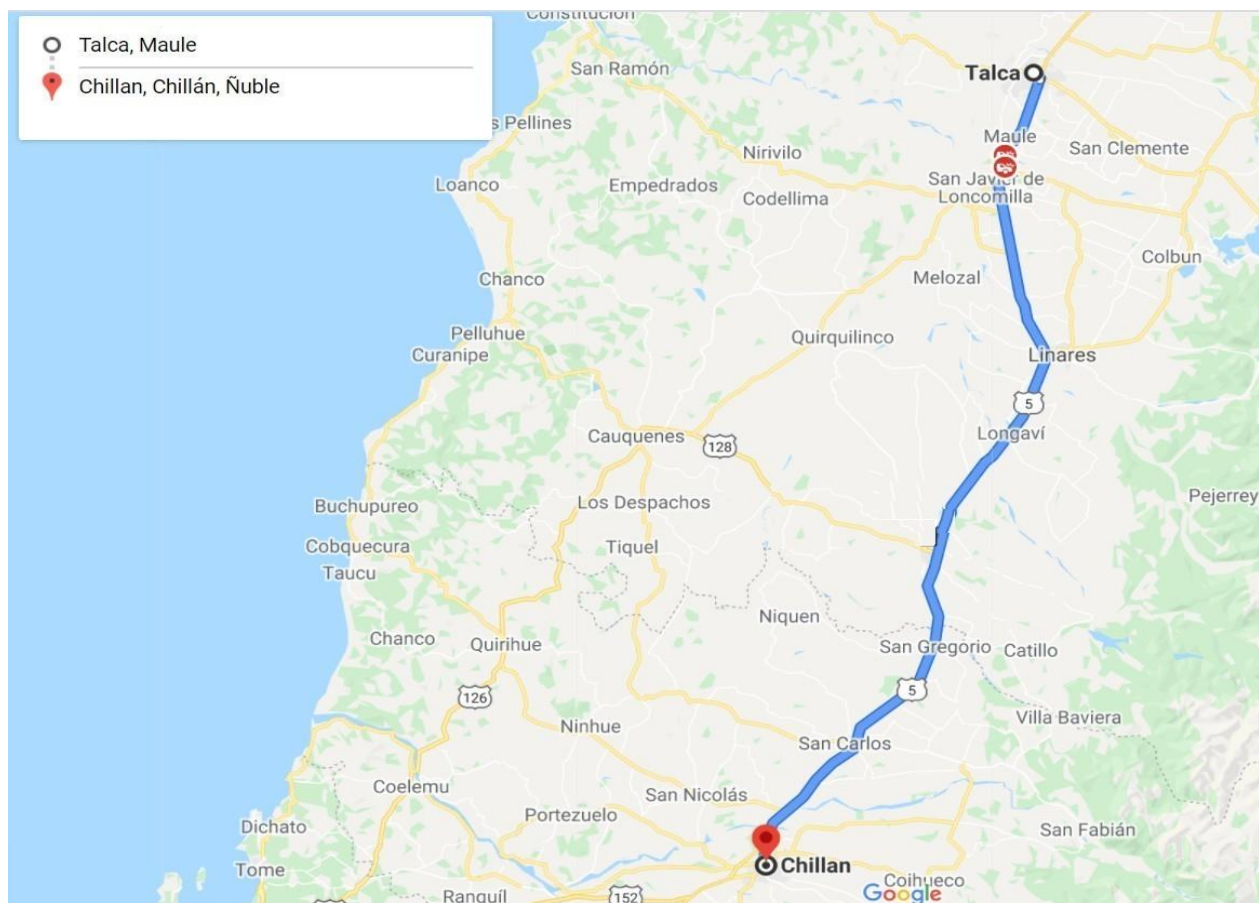 Talca, Maule
Chillan, Chillán, Ñuble
Constitución
San Ramón
Talca
s Pellines
Maule
San Clemente
Nirivilo
Loanco
Empedrados
San Javier de
Loncomilla
Codellima
Colbun
Chanco
Melozal
Pelluhue
Quirquilinco
Curanipe
Linares
5
Cauquenes
128
Longaví
Los Despachos
Pejerrey
Buchupureo
Cobquecura
Tiquel
Taucu
Niquen
Chanco
Quirihue
San Gregorio
Catillo
126
5
Ninhue
Villa Baviera
San Carlos
Coelemu
San Nicolás
Portezuelo
Dichato
San Fabián
Tome
Chillan
Coihueco
Ranquíl
152
Google